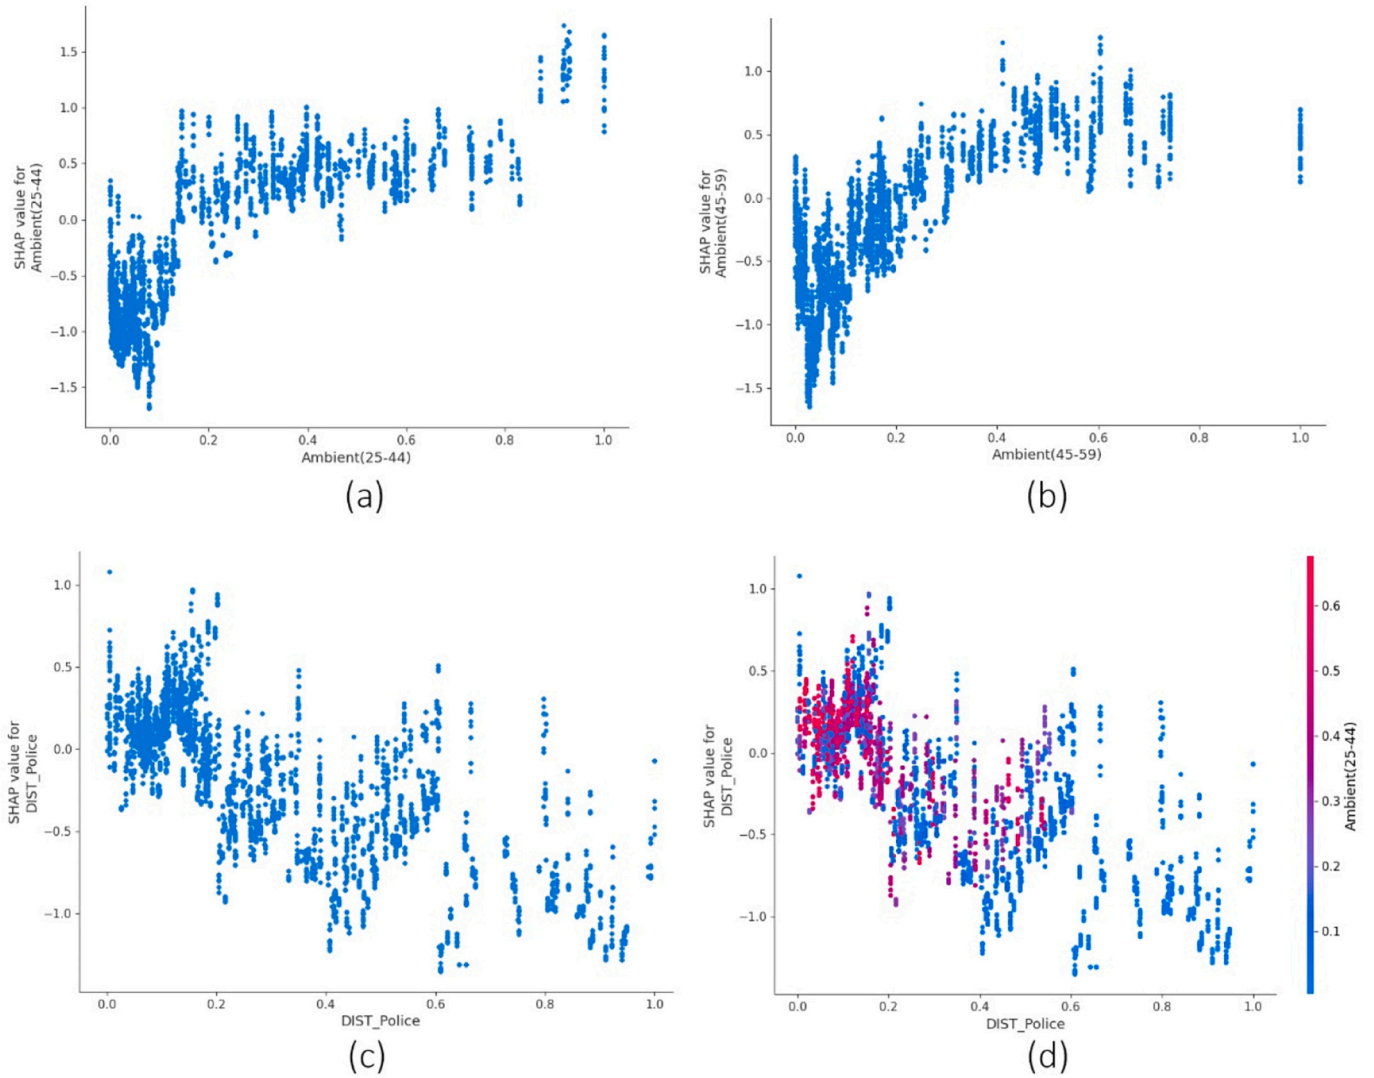 1.5
1.0
0.5
0.0
−0.5
−1.0
−1.5
SHAP value for
Ambient(25-44)
0.0 0.2 0.4 0.6 0.8 1.0
Ambient(25-44)
(a)
1.0
0.5
0.0
−0.5
−1.0
−1.5
SHAP value for
Ambient(45-59)
0.0 0.2 0.4 0.6 0.8 1.0
Ambient(45-59)
(b)
1.0
0.5
0.0
−0.5
−1.0
SHAP value for
DIST_Police
0.0 0.2 0.4 0.6 0.8 1.0
DIST_Police
(c)
1.0
0.5
0.0
−0.5
−1.0
SHAP value for
DIST_Police
0.0 0.2 0.4 0.6 0.8 1.0
DIST_Police
0.6
0.5
0.4
0.3
0.2
0.1
Ambient(25-44)
(d)